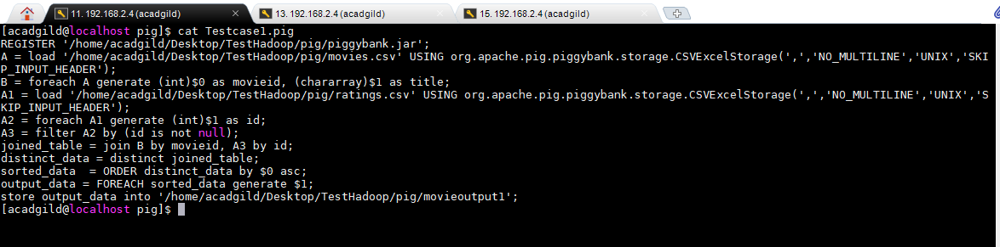 11. 192.168.2.4 (acadgild)
13. 192.168.2.4 (acadgild)
15. 192.168.2.4 (acadgild)
[acadgild@localhost pig]$ cat Testcase1.pig
REGISTER '/home/acadgild/Desktop/TestHadoop/pig/piggybank.jar';
A = load '/home/acadgild/Desktop/TestHadoop/pig/movies.csv' USING org.apache.pig.piggybank.storage.CSVExcelStorage(',','NO_MULTILINE','UNIX','SKI
P_INPUT_HEADER');
B = foreach A generate (int)$0 as movieid, (chararray)$1 as title;
A1 = load '/home/acadgild/Desktop/TestHadoop/pig/ratings.csv' USING org.apache.pig.piggybank.storage.CSVExcelStorage(',','NO_MULTILINE','UNIX','S
KIP_INPUT_HEADER');
A2 = foreach A1 generate (int)$1 as id;
A3 = filter A2 by (id is not null);
joined_table = join B by movieid, A3 by id;
distinct_data = distinct joined_table;
sorted_data  = ORDER distinct_data by $0 asc;
output_data = FOREACH sorted_data generate $1;
store output_data into '/home/acadgild/Desktop/TestHadoop/pig/movieoutput1';
[acadgild@localhost pig]$